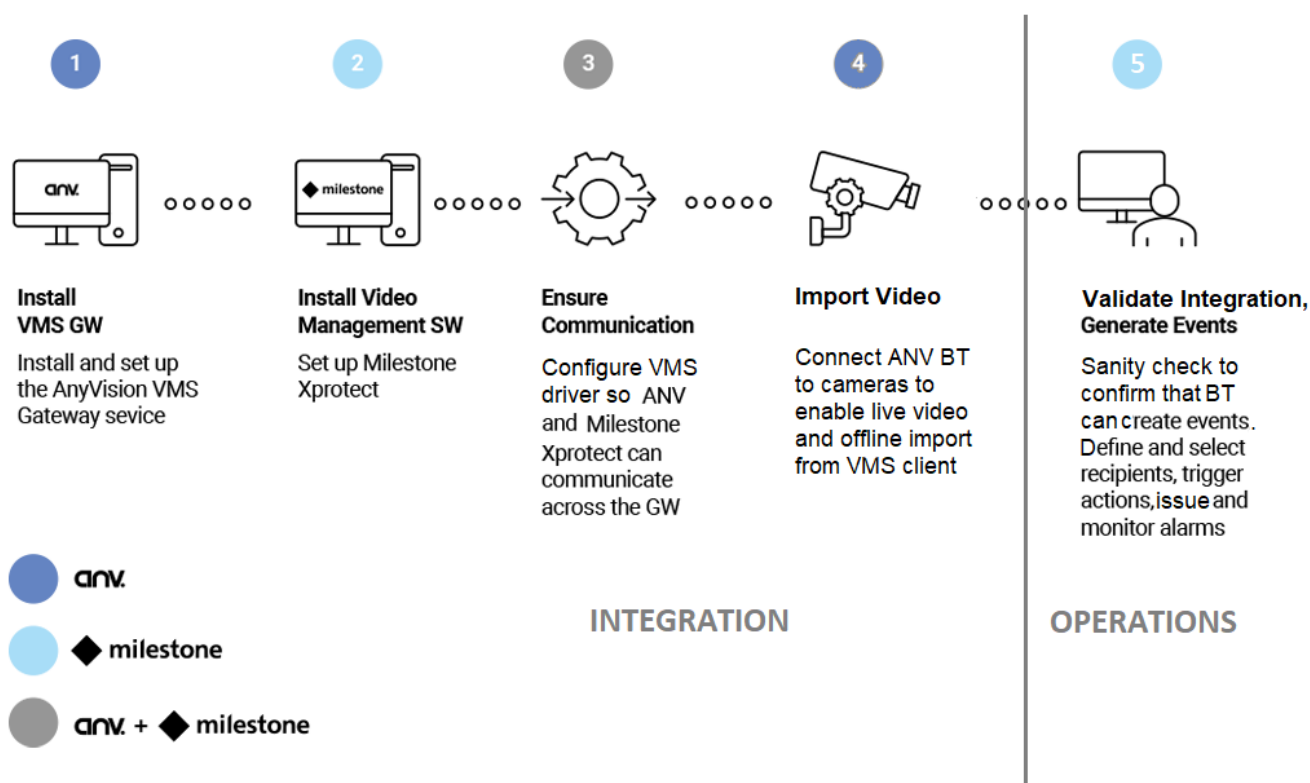 1
2
3
4
5
anv.
milestone
Install
VMS GW
Install and set up
the AnyVision VMS
Gateway sevice
Install Video
Management SW
Set up Milestone
Xprotect
Ensure
Communication
Configure VMS
driver so ANV
and Milestone
Xprotect can
communicate
across the GW
Import Video
Connect ANV BT
to cameras to
enable live video
and offline import
from VMS client
Validate Integration,
Generate Events
Sanity check to
confirm that BT
can create events.
Define and select
recipients, trigger
actions,issue and
monitor alarms
anv.
milestone
anv. + milestone
INTEGRATION
OPERATIONS